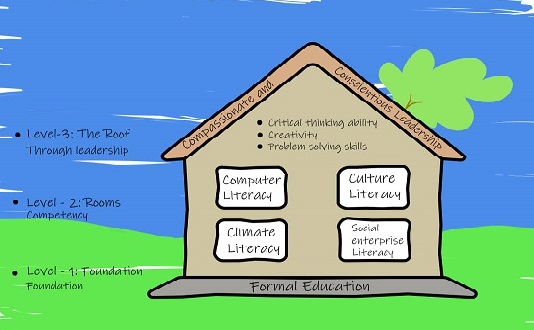 Compassionate and
Conscientious Leadership
• Critical thinking ability
• Creativity
• Problem solving skills
• Level-3: The Roof
Through leadership
Computer
Literacy
Culture
Literacy
• Level - 2: Rooms
Competency
Climate
Literacy
Social
enterprise
Literacy
• Level - 1: Foundation
Foundation
Formal Education